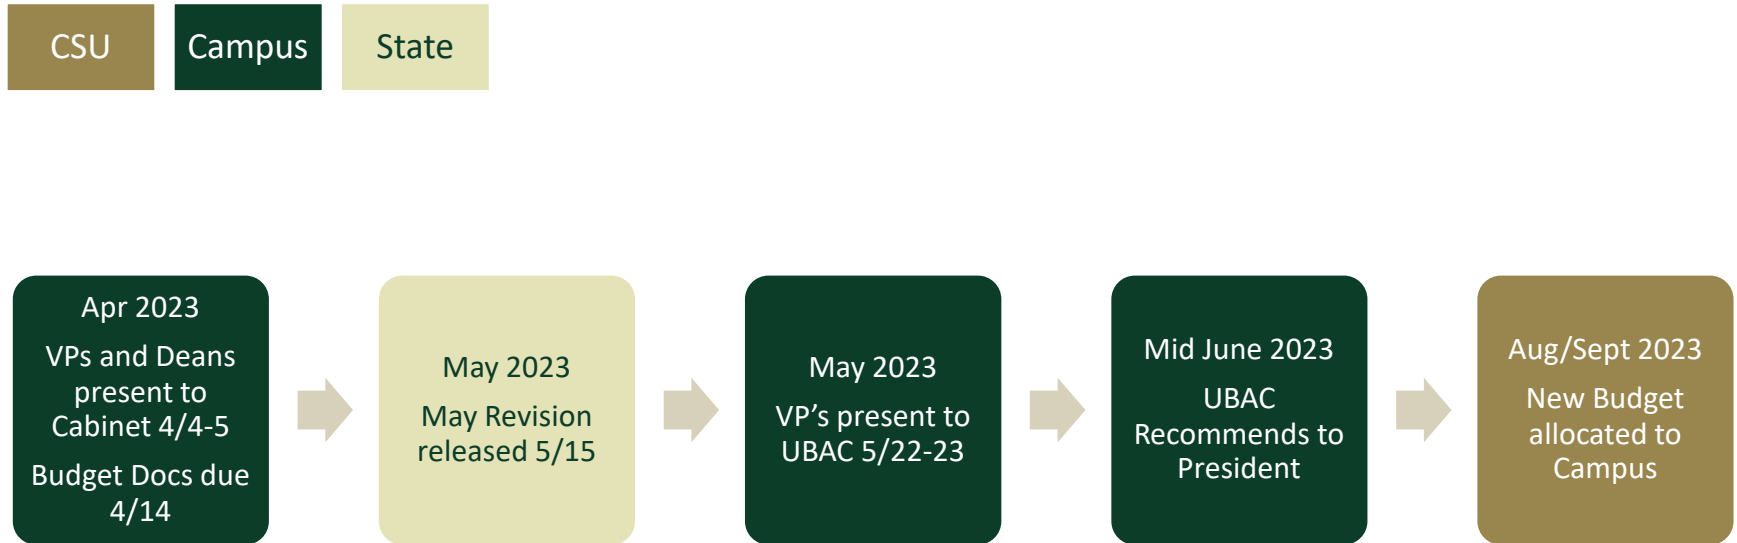 CSU
Campus
State
Apr 2023
VPs and Deans
present to
Cabinet 4/4-5
Budget Docs due
4/14
May 2023
May Revision
released 5/15
May 2023
VP’s present to
UBAC 5/22-23
Mid June 2023
UBAC
Recommends to
President
Aug/Sept 2023
New Budget
allocated to
Campus